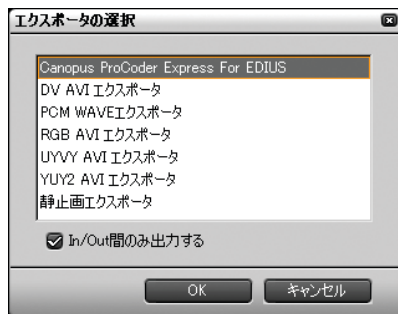 エクスポータの選択
Canopus ProCoder Express For EDIUS
DV AVI エクスポータ
PCM WAVEエクスポータ
RGB AVI エクスポータ
UYVY AVI エクスポータ
YUY2 AVI エクスポータ
静止画エクスポータ
In/Out間のみ出力する
OK キャンセル